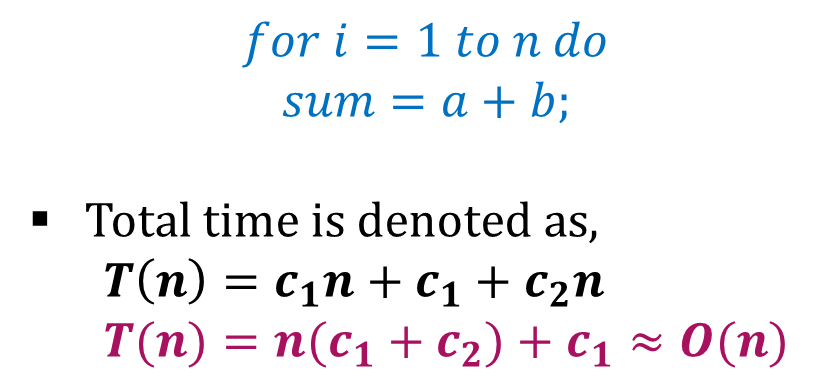 for i = 1 to n do
sum = a + b;
▪ Total time is denoted as,
T(n) = c₁n + c₁ + c₂n
T(n) = n(c₁ + c₂) + c₁ ≈ O(n)